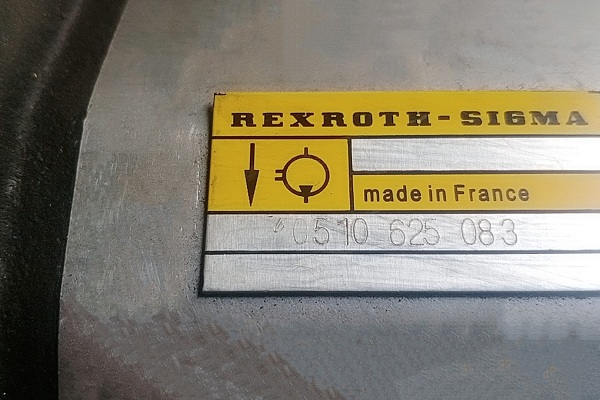 REXROTH-SIGMA
made in France
0510 625 083